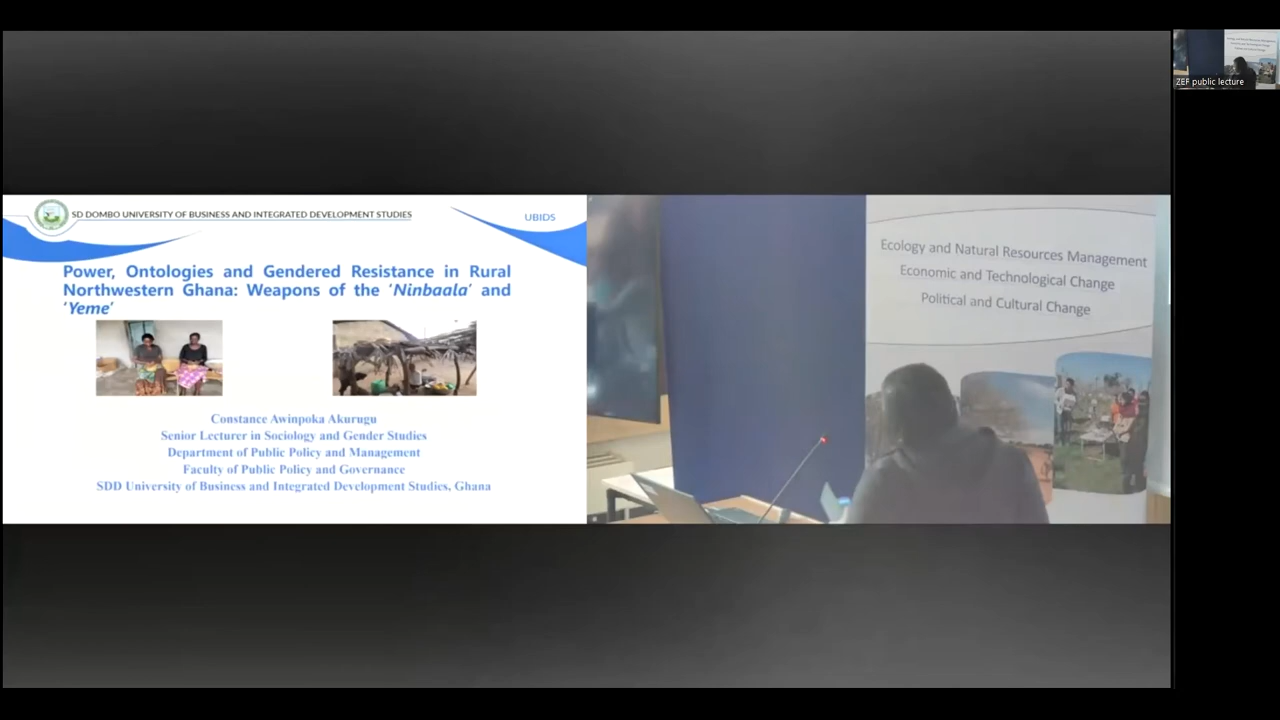 SD DOMBO UNIVERSITY OF BUSINESS AND INTEGRATED DEVELOPMENT STUDIES
UBIDS
Power, Ontologies and Gendered Resistance in Rural
Northwestern Ghana: Weapons of the ‘Ninbaala’ and
‘Yeme’
Constance Awinpoka Akurugu
Senior Lecturer in Sociology and Gender Studies
Department of Public Policy and Management
Faculty of Public Policy and Governance
SDD University of Business and Integrated Development Studies, Ghana
Ecology and Natural Resources Management
Economic and Technological Change
Political and Cultural Change
ZEF public lecture